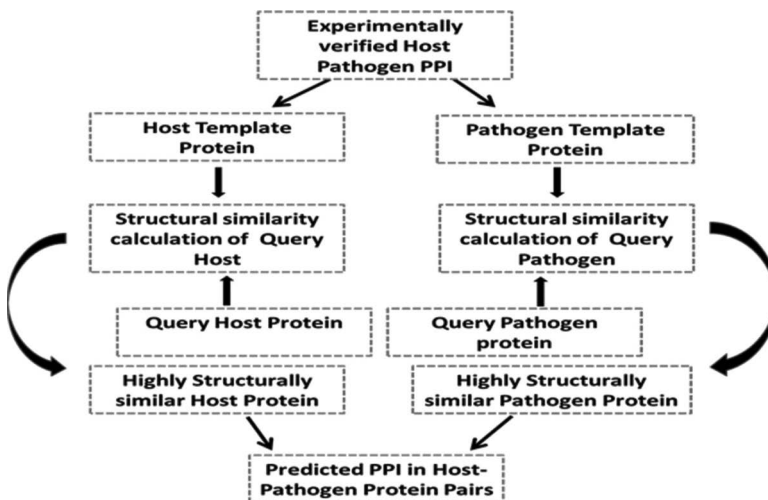 Experimentally
verified Host
Pathogen PPI
Host Template
Protein
Pathogen Template
Protein
Structural similarity
calculation of Query
Host
Structural similarity
calculation of Query
Pathogen
Query Host Protein
Query Pathogen
protein
Highly Structurally
similar Host Protein
Highly Structurally
similar Pathogen Protein
Predicted PPI in Host-
Pathogen Protein Pairs